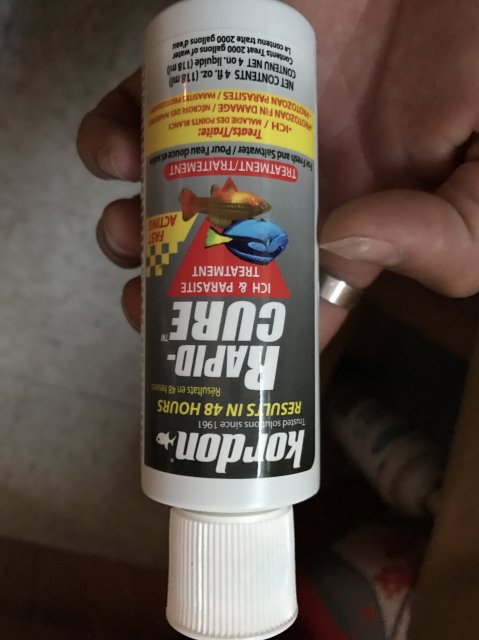 kordon
Trusted solutions since 1961
RESULTS IN 48 HOURS
Résultats en 48 heures
RAPID-
CURE™
ICH & PARASITE
TREATMENT
FAST
ACTING
TREATMENT/TRAITEMENT
For Fresh and Saltwater / Pour l'eau douce et salée
Treats/Traite:
•ICH / MALADIE DES POINTS BLANCS
•PROTOZOAN FIN DAMAGE / NÉCROSE DES NAGEOIRES
•PROTOZOAN PARASITES / PARASITES PROTOZOAIRES
NET CONTENTS 4 fl. oz. (118 ml)
CONTENU NET 4 on. liquide (118 ml)
Contents Treat 2000 gallons of water
Le contenu traite 2000 gallons d'eau